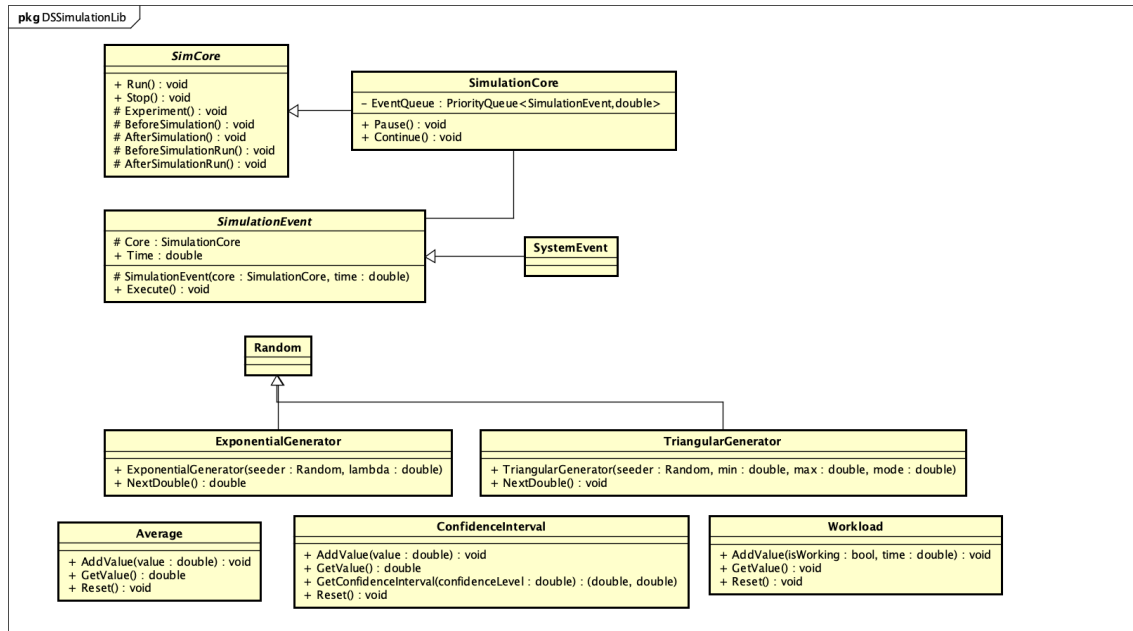 pkg DSSimulationLib
SimCore
+ Run() : void
+ Stop() : void
# Experiment() : void
# BeforeSimulation() : void
# AfterSimulation() : void
# BeforeSimulationRun() : void
# AfterSimulationRun() : void
SimulationCore
- EventQueue : PriorityQueue<SimulationEvent,double>
+ Pause() : void
+ Continue() : void
SimulationEvent
# Core : SimulationCore
+ Time : double
# SimulationEvent(core : SimulationCore, time : double)
+ Execute() : void
SystemEvent
Random
ExponentialGenerator
+ ExponentialGenerator(seeder : Random, lambda : double)
+ NextDouble() : double
TriangularGenerator
+ TriangularGenerator(seeder : Random, min : double, max : double, mode : double)
+ NextDouble() : void
Average
+ AddValue(value : double) : void
+ GetValue() : double
+ Reset() : void
ConfidenceInterval
+ AddValue(value : double) : void
+ GetValue() : double
+ GetConfidenceInterval(confidenceLevel : double) : (double, double)
+ Reset() : void
Workload
+ AddValue(isWorking : bool, time : double) : void
+ GetValue() : void
+ Reset() : void